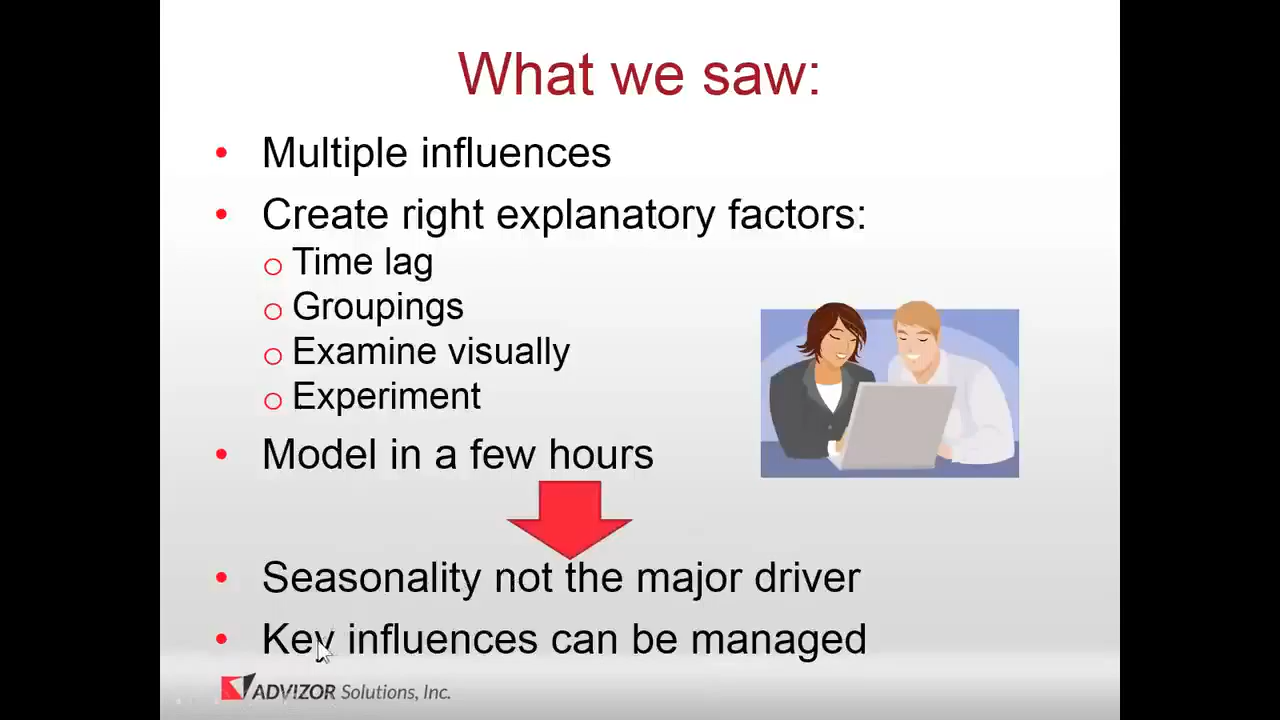 What we saw:
• Multiple influences
• Create right explanatory factors:
o Time lag
o Groupings
o Examine visually
o Experiment
• Model in a few hours
• Seasonality not the major driver
• Key influences can be managed
ADVIZOR Solutions, Inc.